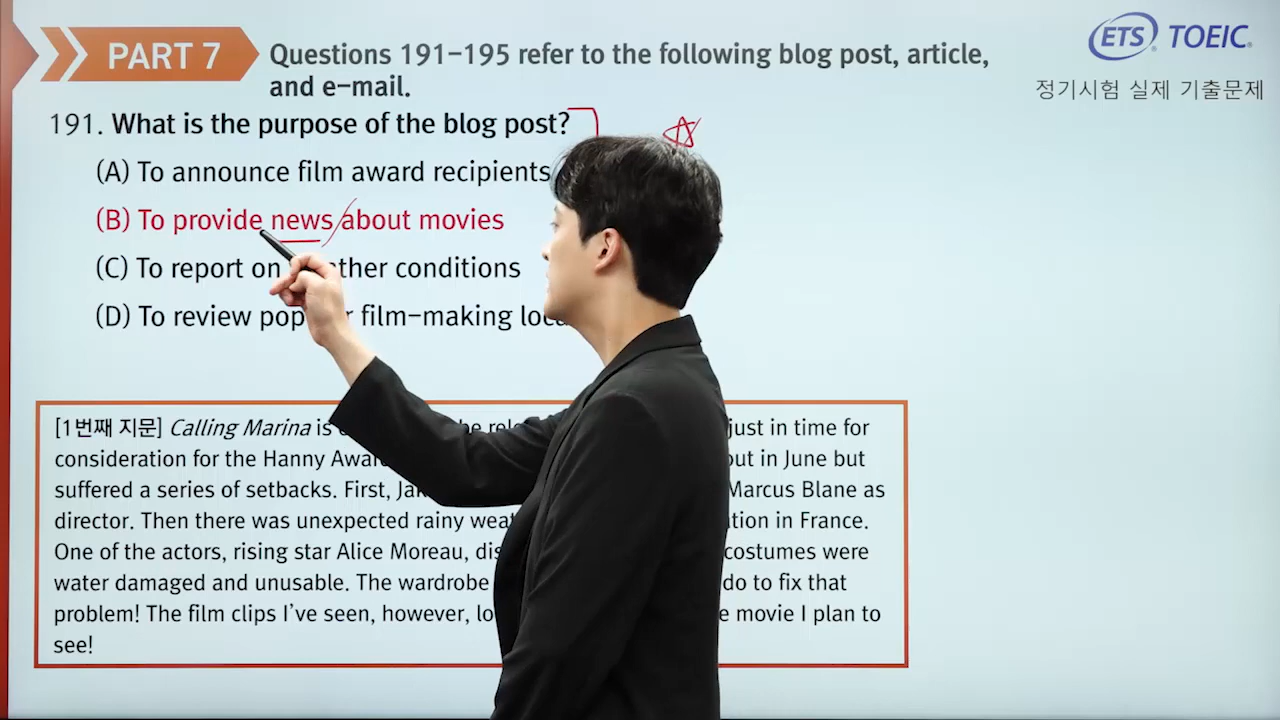 PART 7
Questions 191-195 refer to the following blog post, article,
and e-mail.
ETS TOEIC
정기시험 실제 기출문제
191. What is the purpose of the blog post?
(A) To announce film award recipients
(B) To provide news about movies
(C) To report on ther conditions
(D) To review pop r film-making loc
[1번째 지문] Calling Marina is he rel just in time for
consideration for the Hanny Awar out in June but
suffered a series of setbacks. First, Ja Marcus Blane as
director. Then there was unexpected rainy wea tion in France.
One of the actors, rising star Alice Moreau, dis costumes were
water damaged and unusable. The wardrobe do to fix that
problem! The film clips I've seen, however, lo e movie I plan to
see!